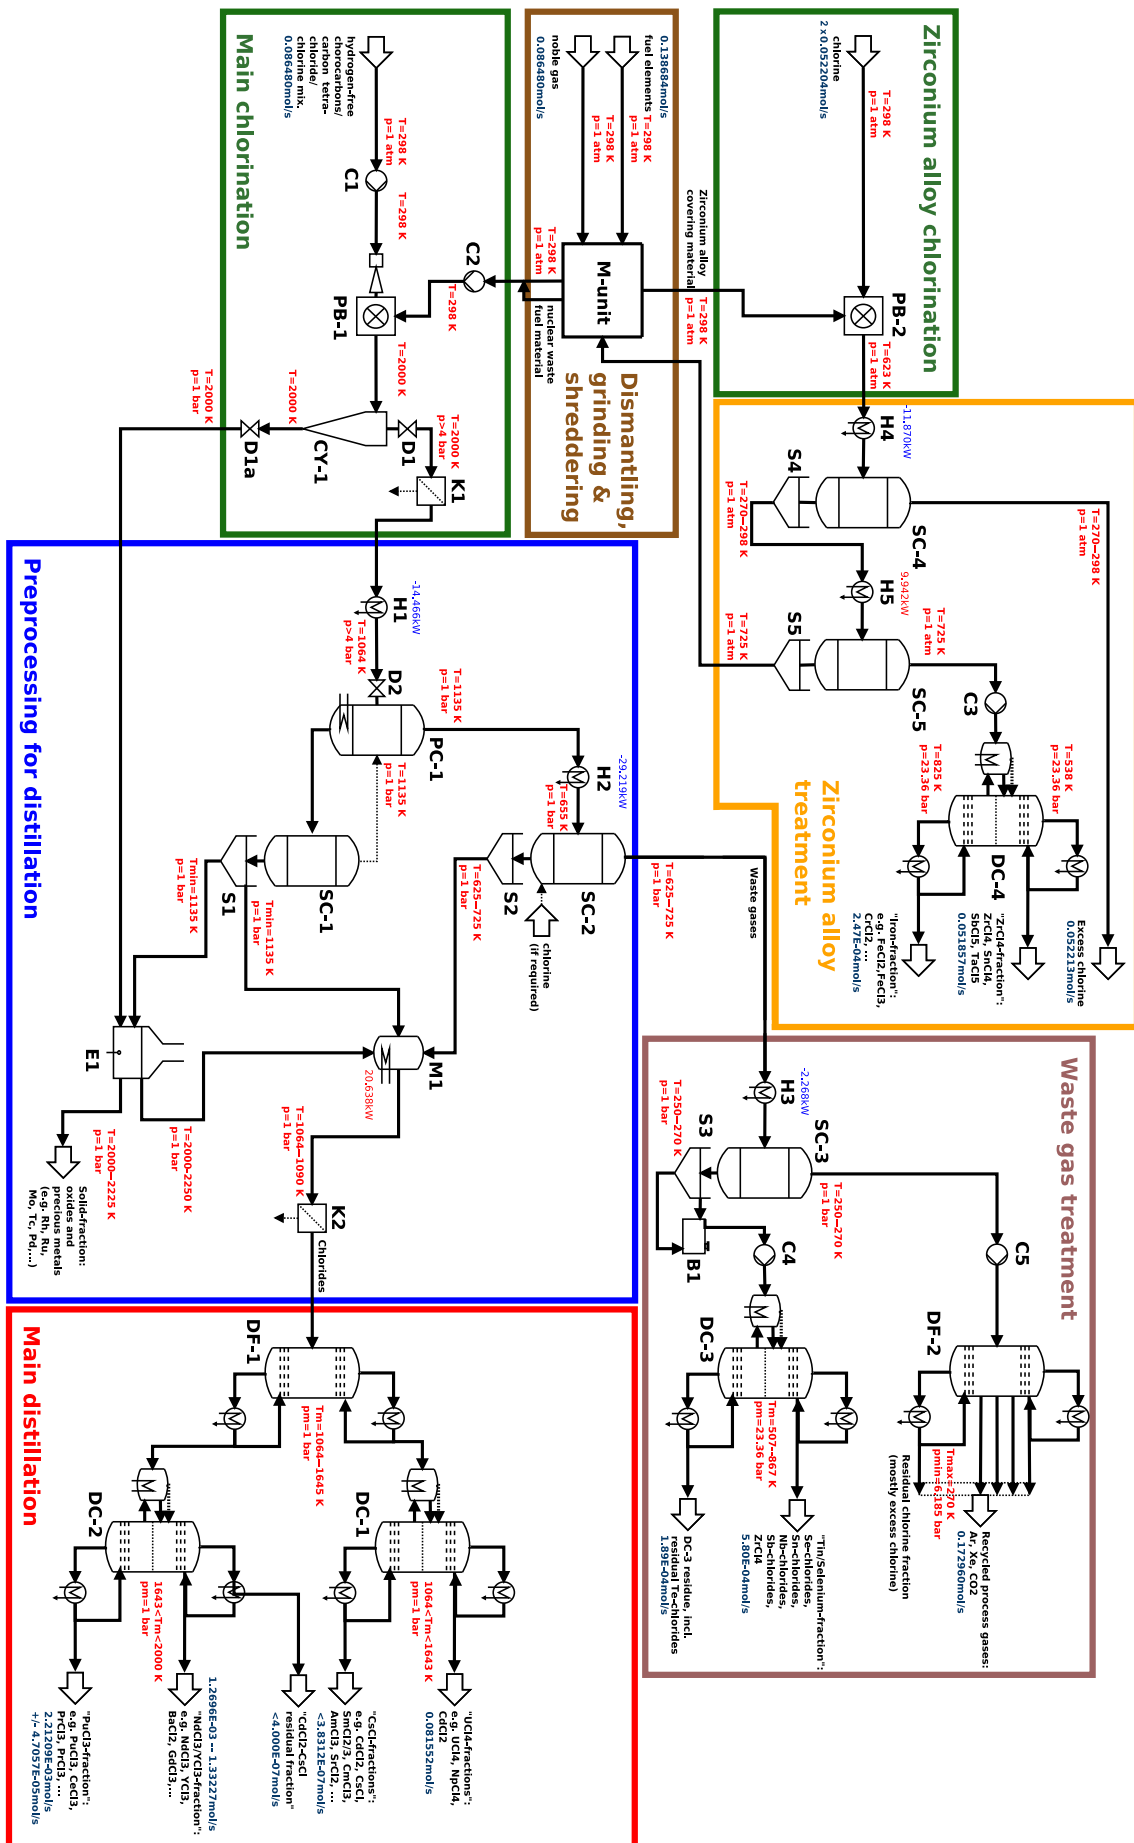 Zirconium alloy chlorination
chlorine
2 x0.052204mol/s
T=298 K
p=1 atm
PB-2
T=623 K
p=1 atm
0.138684mol/s
fuel elements
T=298 K
p=1 atm
noble gas
0.086480mol/s
T=298 K
p=1 atm
Zirconium alloy
covering material
T=298 K
p=1 atm
M-unit
T=298 K
p=1 atm
nuclear waste
fuel material
Dismantling,
grinding &
shreddering
Main chlorination
hydrogen-free
chorocarbons/
carbon tetra-
chloride/
chlorine mix.
0.086480mol/s
T=298 K
p=1 atm
C1
T=298 K
C2
T=298 K
PB-1
T=2000 K
CY-1
D1
T=2000 K
p>4 bar
K1
T=2000 K
D1a
T=2000 K
p=1 bar
-11.870kW
H4
S4
SC-4
T=270—298 K
p=1 atm
T=270—298 K
p=1 atm
9.942kW
H5
S5
SC-5
T=725 K
p=1 atm
T=725 K
p=1 atm
C3
T=538 K
p=23.36 bar
T=825 K
p=23.36 bar
DC-4
Zirconium alloy
treatment
Excess chlorine
0.052213mol/s
"ZrCl4-fraction":
ZrCl4, SnCl4,
SbCl5, TaCl5
0.051857mol/s
"Iron-fraction":
e.g. FeCl2,FeCl3,
CrCl2, ...
2.47E-04mol/s
Preprocessing for distillation
-14.466kW
H1
T=1064 K
p>4 bar
D2
PC-1
T=1135 K
p=1 bar
T=1135 K
p=1 bar
-29.219kW
H2
T=655 K
p=1 bar
SC-2
S2
T=625—725 K
p=1 bar
T=625—725 K
p=1 bar
chlorine
(if required)
SC-1
S1
Tmin=1135 K
p=1 bar
Tmin=1135 K
p=1 bar
M1
20.638kW
E1
T=1064—1090 K
p=1 bar
T=2000-2250 K
p=1 bar
T=2000—2225 K
p=1 bar
K2
Chlorides
Solid-fraction:
oxides and
precious metals
(e.g. Rh, Ru,
Mo, Tc, Pd,...)
Waste gases
Waste gas treatment
-2.268kW
H3
SC-3
S3
T=250—270 K
p=1 bar
T=250—270 K
p=1 bar
B1
C4
C5
DC-3
DF-2
Tm=507--867 K
pm=23.36 bar
Tmax=270 K
pmin=6.185 bar
Residual chlorine fraction
(mostly excess chlorine)
Recycled process gases:
Ar, Xe, CO2
0.172960mol/s
"Tin/Selenium-fraction":
Se-chlorides,
Sn-chlorides,
Nb-chlorides,
Sb-chlorides,
ZrCl4
5.80E-04mol/s
DC-3 residue, incl.
residual Te-chlorides
1.89E-04mol/s
Main distillation
DF-1
Tm=1064—1645 K
pm=1 bar
DC-1
1064<Tm<1643 K
pm=1 bar
DC-2
1643<Tm<2000 K
pm=1 bar
"UCl4-fractions":
e.g. UCl4, NpCl4,
CdCl2
0.081552mol/s
"CsCl-fractions":
e.g. CdCl2, CsCl,
SmCl2/3, CmCl3,
AmCl3, SrCl2, ...
<3.8312E-07mol/s
"CdCl2-CsCl
residual fraction"
<4.000E-07mol/s
1.2696E-03 -- 1.33227mol/s
"NdCl3/YCl3-fraction":
e.g. NdCl3, YCl3,
BaCl2, GdCl3,...
"PuCl3-fraction":
e.g. PuCl3, CeCl3,
PrCl3, PrCl3, ...
2.21209E-03mol/s
+/- 4.7057E-05mol/s